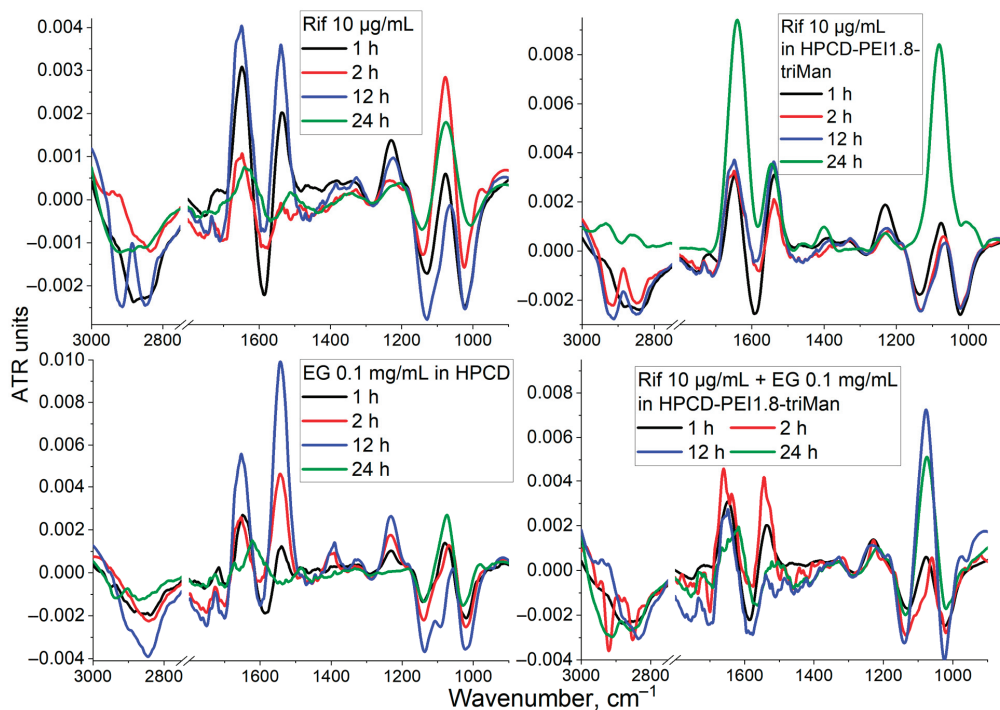 ATR units
Rif 10 µg/mL
1 h
2 h
12 h
24 h
0.004
0.003
0.002
0.001
0.000
−0.001
−0.002
3000 2800 1600 1400 1200 1000
Rif 10 µg/mL
in HPCD-PEI1.8-
triMan
1 h
2 h
12 h
24 h
0.008
0.006
0.004
0.002
0.000
−0.002
3000 2800 1600 1400 1200 1000
EG 0.1 mg/mL in HPCD
1 h
2 h
12 h
24 h
0.010
0.008
0.006
0.004
0.002
0.000
−0.002
−0.004
3000 2800 1600 1400 1200 1000
Rif 10 µg/mL + EG 0.1 mg/mL
in HPCD-PEI1.8-triMan
1 h 2 h
12 h 24 h
0.008
0.006
0.004
0.002
0.000
−0.002
−0.004
3000 2800 1600 1400 1200 1000
Wavenumber, cm⁻¹